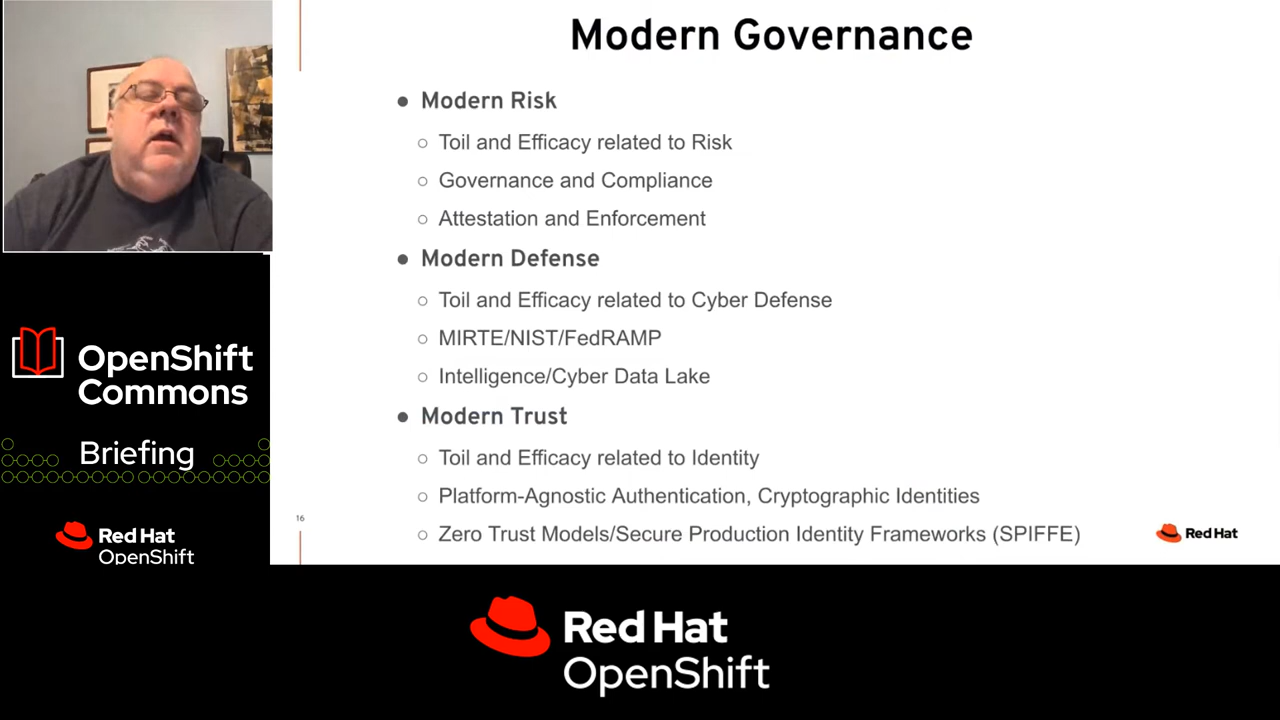 Modern Governance
● Modern Risk
○ Toil and Efficacy related to Risk
○ Governance and Compliance
○ Attestation and Enforcement
● Modern Defense
○ Toil and Efficacy related to Cyber Defense
○ MIRTE/NIST/FedRAMP
○ Intelligence/Cyber Data Lake
● Modern Trust
○ Toil and Efficacy related to Identity
○ Platform-Agnostic Authentication, Cryptographic Identities
○ Zero Trust Models/Secure Production Identity Frameworks (SPIFFE)
16
Red Hat
OpenShift
Commons
Briefing
Red Hat
OpenShift
Red Hat
OpenShift